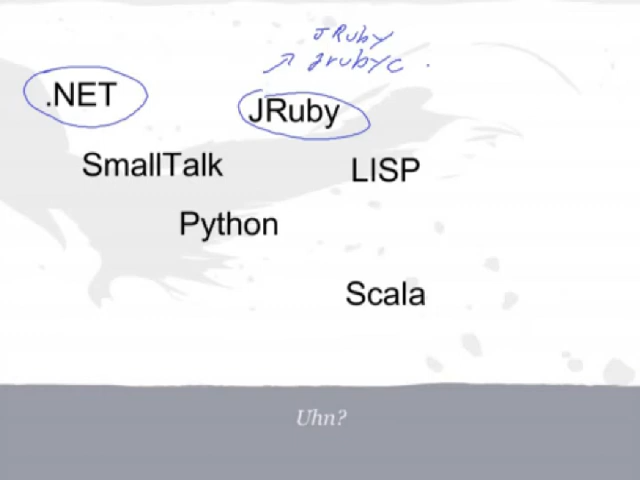 JRuby
jrubyc .
.NET
JRuby
SmallTalk
LISP
Python
Scala
Uhn?